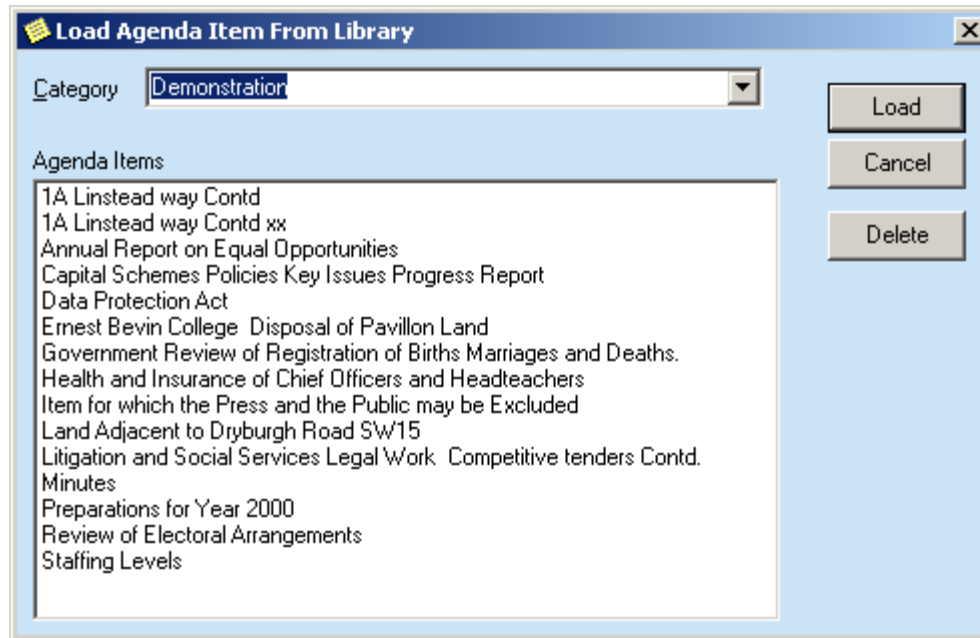 Load Agenda Item From Library
Category Demonstration
Load
Cancel
Delete
Agenda Items
1A Linstead way Contd
1A Linstead way Contd xx
Annual Report on Equal Opportunities
Capital Schemes Policies Key Issues Progress Report
Data Protection Act
Ernest Bevin College  Disposal of Pavillon Land
Government Review of Registration of Births Marriages and Deaths.
Health and Insurance of Chief Officers and Headteachers
Item for which the Press and the Public may be Excluded
Land Adjacent to Dryburgh Road SW15
Litigation and Social Services Legal Work  Competitive tenders Contd.
Minutes
Preparations for Year 2000
Review of Electoral Arrangements
Staffing Levels